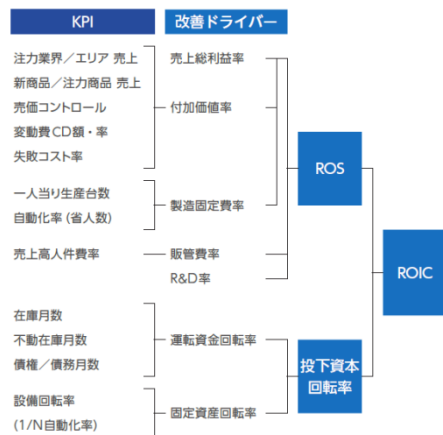 KPI
改善ドライバー
注力業界／エリア 売上
新商品／注力商品 売上
売価コントロール
変動費CD額・率
失敗コスト率
売上総利益率
付加価値率
一人当り生産台数
自動化率 (省人数)
製造固定費率
売上高人件費率
販管費率
R&D率
ROS
在庫月数
不動在庫月数
債権／債務月数
運転資金回転率
設備回転率
(1/N自動化率)
固定資産回転率
投下資本
回転率
ROIC